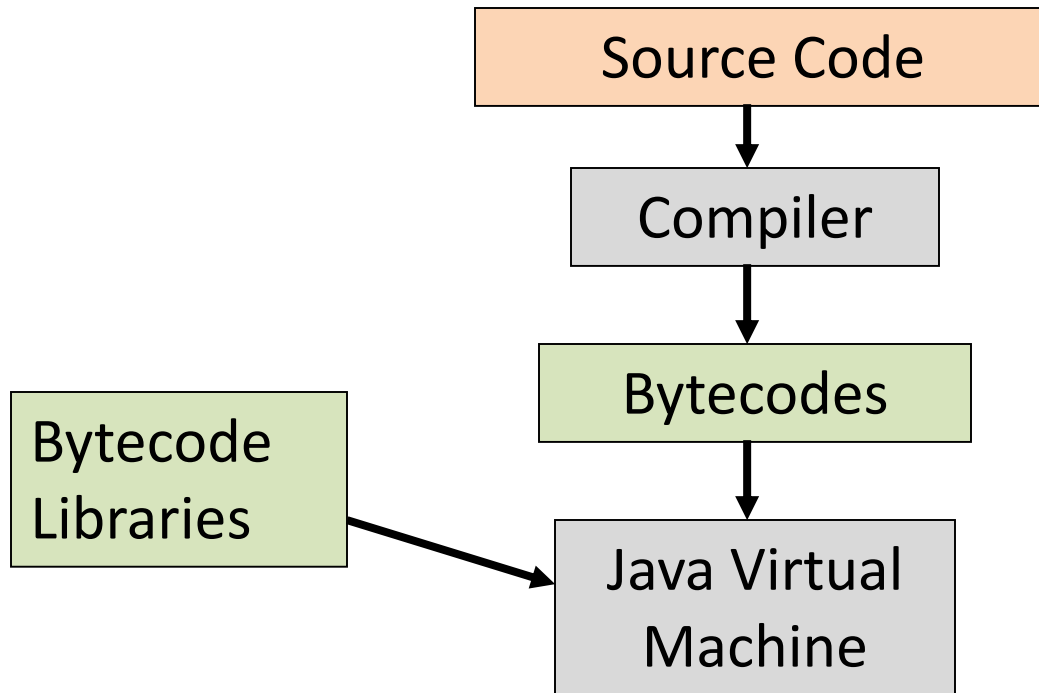 Source Code
Compiler
Bytecodes
Bytecode
Libraries
Java Virtual
Machine